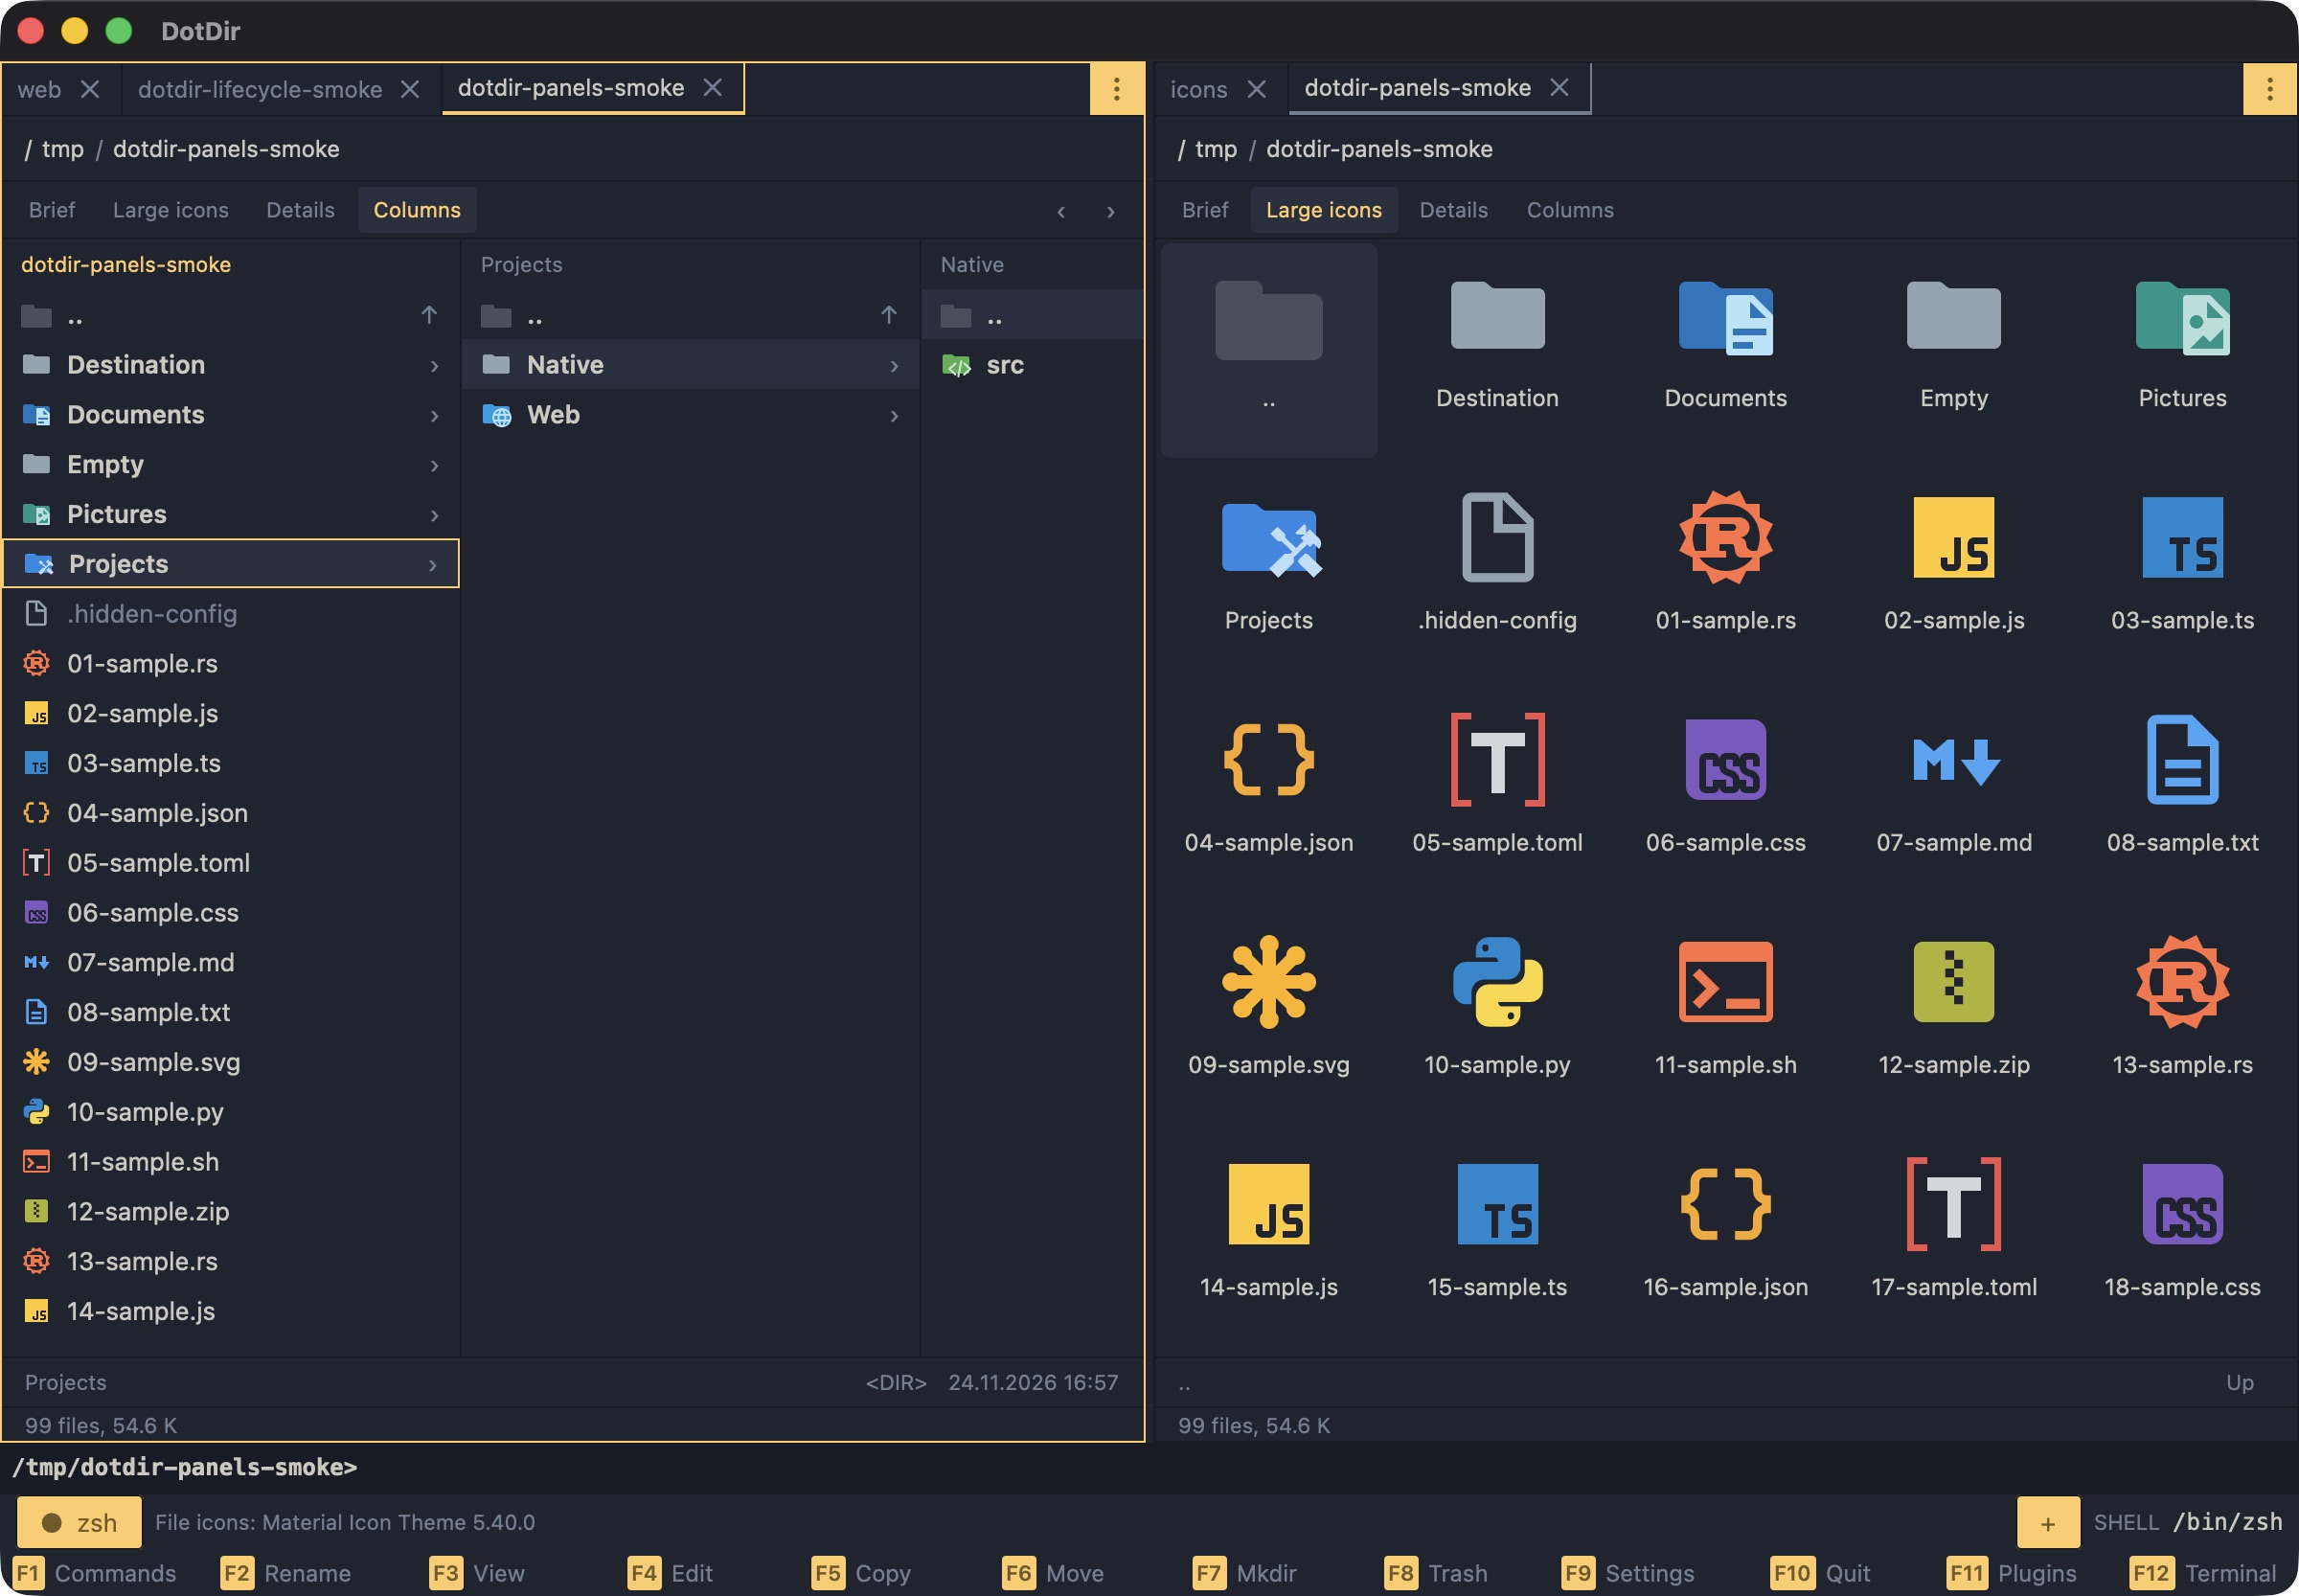 DotDir
web dotdir-lifecycle-smoke dotdir-panels-smoke
/ tmp / dotdir-panels-smoke
Brief Large icons Details Columns ‹ ›
dotdir-panels-smoke
..
Destination
Documents
Empty
Pictures
Projects
.hidden-config
01-sample.rs
02-sample.js
03-sample.ts
04-sample.json
05-sample.toml
06-sample.css
07-sample.md
08-sample.txt
09-sample.svg
10-sample.py
11-sample.sh
12-sample.zip
13-sample.rs
14-sample.js
Projects
..
Native
Web
Native
..
src
Projects <DIR> 24.11.2026 16:57
99 files, 54.6 K
icons dotdir-panels-smoke
/ tmp / dotdir-panels-smoke
Brief Large icons Details Columns
.. Destination Documents Empty Pictures
R JS TS
Projects .hidden-config 01-sample.rs 02-sample.js 03-sample.ts
{} [T] CSS M
04-sample.json 05-sample.toml 06-sample.css 07-sample.md 08-sample.txt
>_ R
09-sample.svg 10-sample.py 11-sample.sh 12-sample.zip 13-sample.rs
JS TS {} [T] CSS
14-sample.js 15-sample.ts 16-sample.json 17-sample.toml 18-sample.css
.. Up
99 files, 54.6 K
/tmp/dotdir-panels-smoke>
zsh File icons: Material Icon Theme 5.40.0 + SHELL /bin/zsh
F1 Commands F2 Rename F3 View F4 Edit F5 Copy F6 Move F7 Mkdir F8 Trash F9 Settings F10 Quit F11 Plugins F12 Terminal